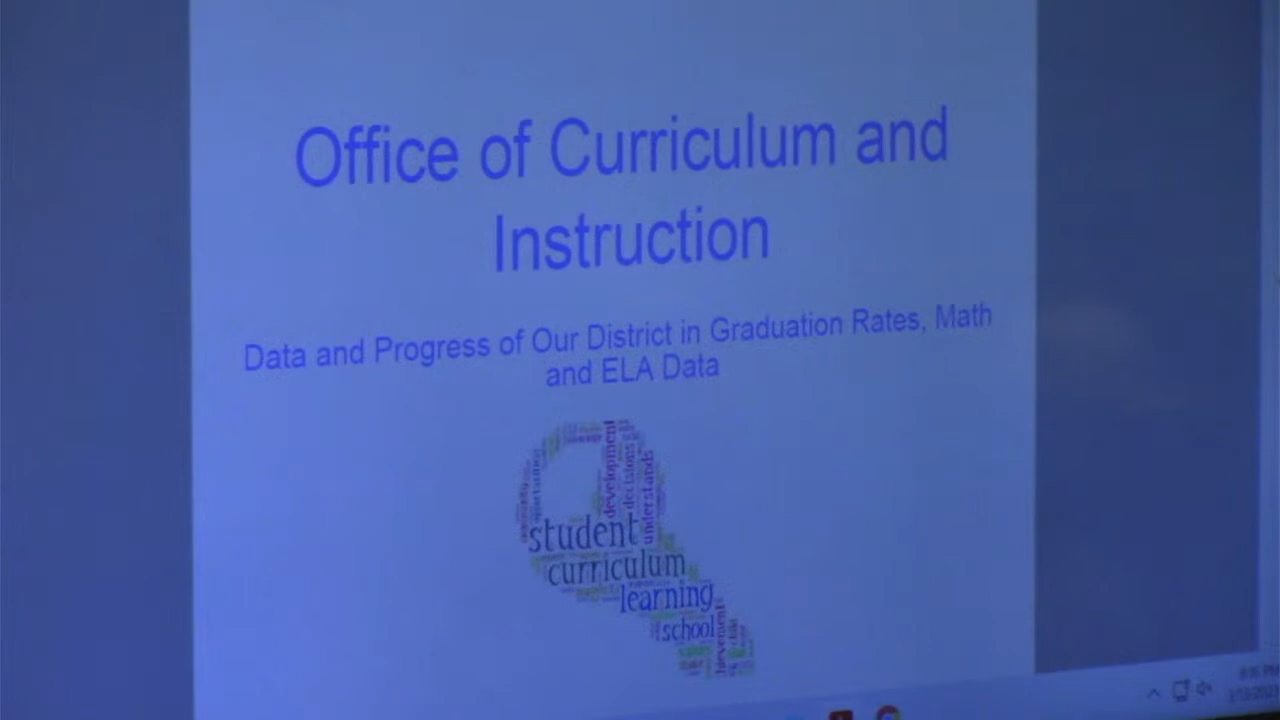 Office of Curriculum and
Instruction
Data and Progress of Our District in Graduation Rates, Math
and ELA Data
development
decisions
understands
student
curriculum
learning
school